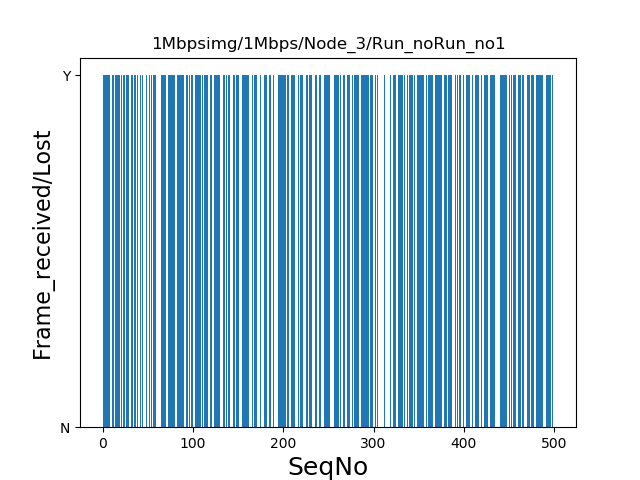 1Mbpsimg/1Mbps/Node_3/Run_noRun_no1
Y
Frame_received/Lost
N
0 100 200 300 400 500
SeqNo